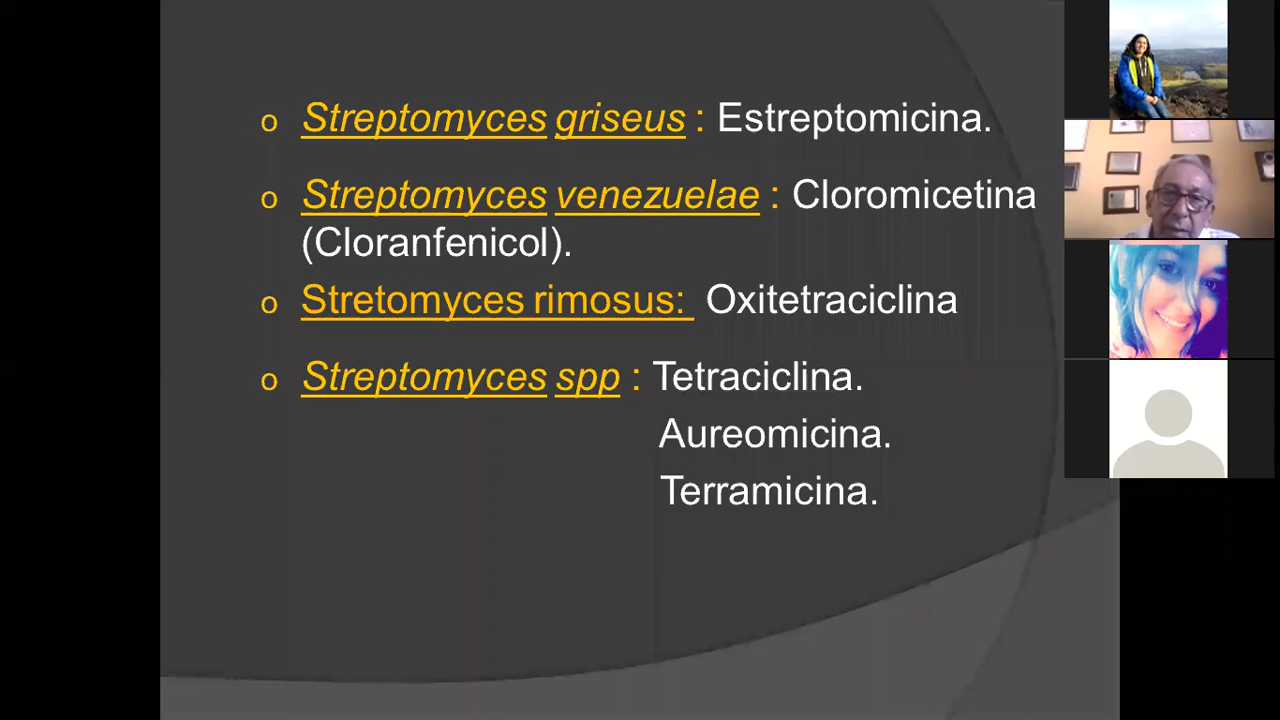 o Streptomyces griseus : Estreptomicina.
o Streptomyces venezuelae : Cloromicetina
(Cloranfenicol).
o Stretomyces rimosus: Oxitetraciclina
o Streptomyces spp : Tetraciclina.
Aureomicina.
Terramicina.